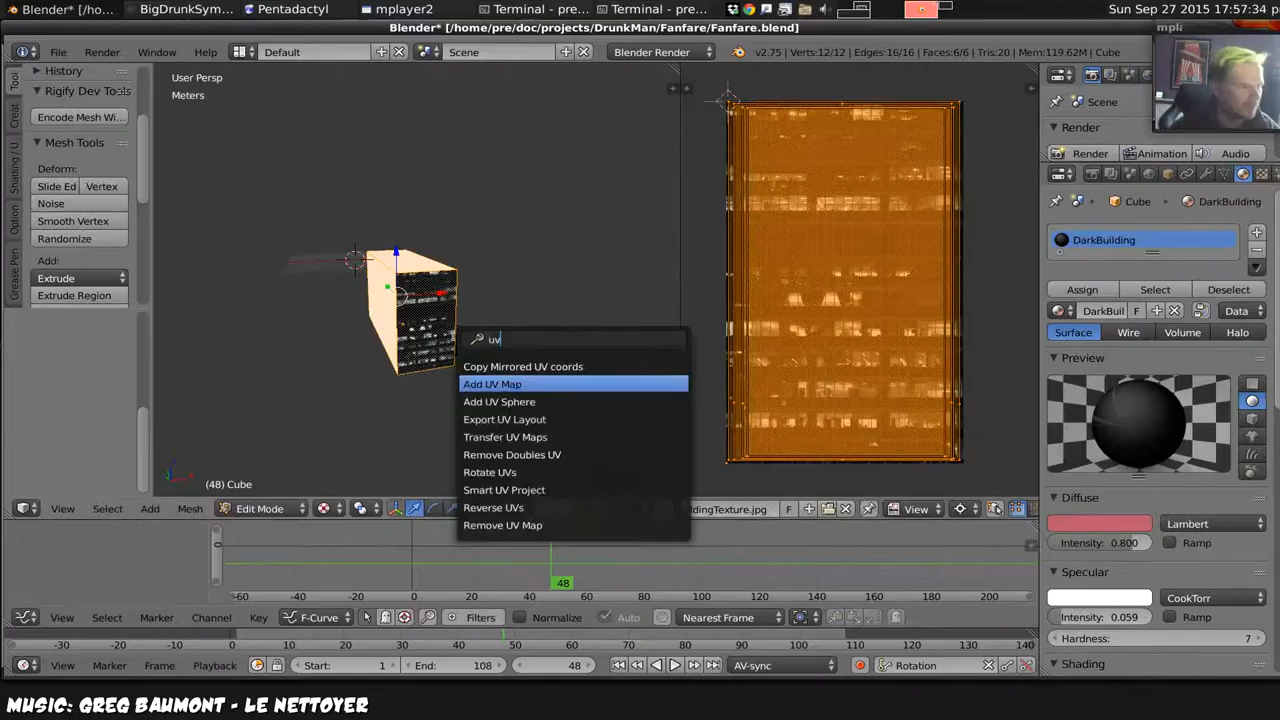 Blender* [/home/pre/d
BigDrunkSym
Pentadactyl
mplayer2
Terminal - pre...
Terminal - pre...
Sun Sep 27 2015 17:57:34
Blender* [/home/pre/doc/projects/DrunkMan/Fanfare/Fanfare.blend]
File Render Window Help
Default
Scene
Blender Render
v2.75 | Verts:12/12 | Edges:16/16 | Faces:6/6 | Tris:20 | Mem:119.62M | Cube
Tool
Creat
Shading / U
Option
Grease Pen
History
Rigify Dev Tools
Encode Mesh Wi...
Mesh Tools
Deform:
Slide Ed
Vertex
Noise
Smooth Vertex
Randomize
Add:
Extrude
Extrude Region
User Persp
Meters
uv
Copy Mirrored UV coords
Add UV Map
Add UV Sphere
Export UV Layout
Transfer UV Maps
Remove Doubles UV
Rotate UVs
Smart UV Project
Reverse UVs
Remove UV Map
(48) Cube
View Select Add Mesh
Edit Mode
ldingTexture.jpg
F
View
Scene
Render
Render
Animation
Audio
Cube
DarkBuilding
DarkBuilding
Assign
Select
Deselect
DarkBuil
F
Data
Surface
Wire
Volume
Halo
Preview
Diffuse
Lambert
Intensity: 0.800
Ramp
Specular
CookTorr
Intensity: 0.059
Ramp
Hardness: 7
Shading
0
-60 -40 -20 0 20 40 60 80 100 120 140 160 180 200
48
View Select Marker Channel Key
F-Curve
Filters
Normalize
Auto
Nearest Frame
-30 -20 -10 0 10 20 30 40 50 60 70 80 90 100 110 120 130 140
View Marker Frame Playback
Start: 1
End: 108
48
AV-sync
Rotation
MUSIC: GREG BAUMONT - LE NETTOYER